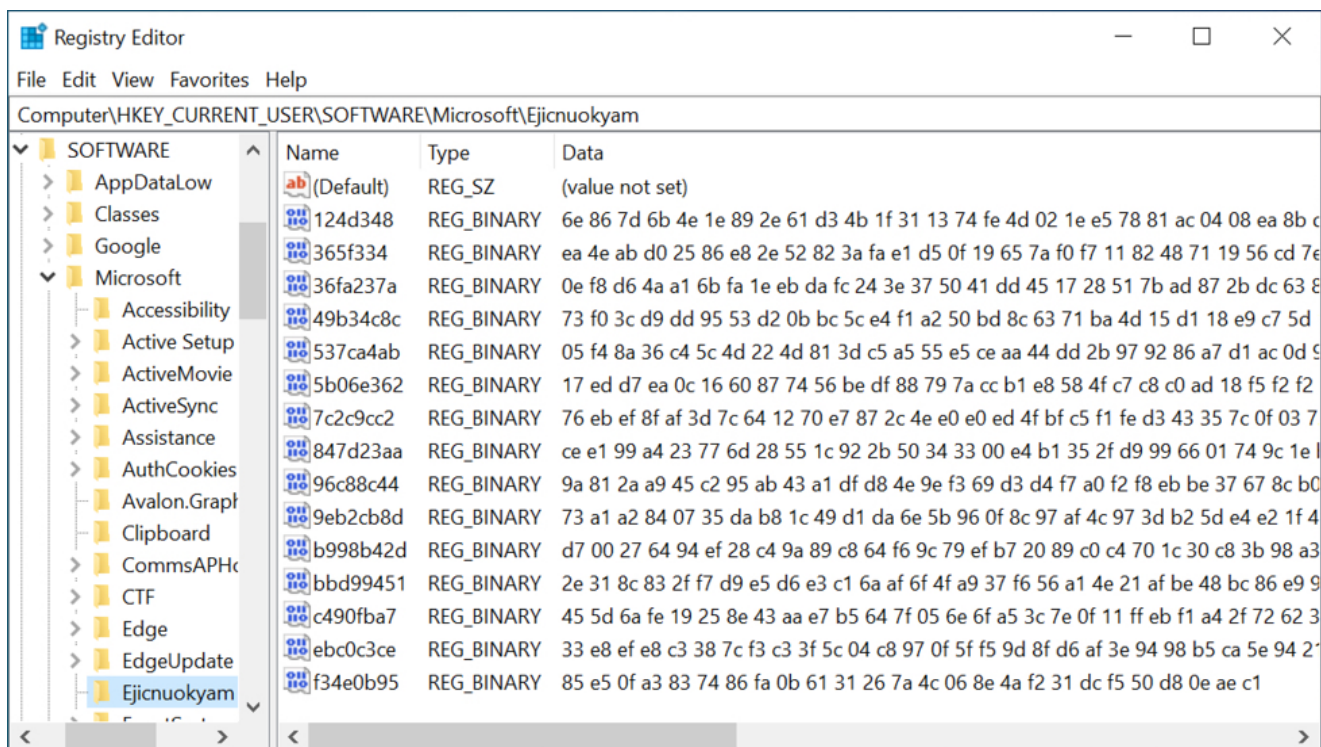 Registry Editor
File Edit View Favorites Help
Computer\HKEY_CURRENT_USER\SOFTWARE\Microsoft\Ejicnuokyam
SOFTWARE
AppDataLow
Classes
Google
Microsoft
Accessibility
Active Setup
ActiveMovie
ActiveSync
Assistance
AuthCookies
Avalon.Graph
Clipboard
CommsAPHo
CTF
Edge
EdgeUpdate
Ejicnuokyam
Name Type Data
(Default) REG_SZ (value not set)
124d348 REG_BINARY 6e 86 7d 6b 4e 1e 89 2e 61 d3 4b 1f 31 13 74 fe 4d 02 1e e5 78 81 ac 04 08 ea 8b
365f334 REG_BINARY ea 4e ab d0 25 86 e8 2e 52 82 3a fa e1 d5 0f 19 65 7a f0 f7 11 82 48 71 19 56 cd 7e
36fa237a REG_BINARY 0e f8 d6 4a a1 6b fa 1e eb da fc 24 3e 37 50 41 dd 45 17 28 51 7b ad 87 2b dc 63 8
49b34c8c REG_BINARY 73 f0 3c d9 dd 95 53 d2 0b bc 5c e4 f1 a2 50 bd 8c 63 71 ba 4d 15 d1 18 e9 c7 5d
537ca4ab REG_BINARY 05 f4 8a 36 c4 5c 4d 22 4d 81 3d c5 a5 55 e5 ce aa 44 dd 2b 97 92 86 a7 d1 ac 0d 9
5b06e362 REG_BINARY 17 ed d7 ea 0c 16 60 87 74 56 be df 88 79 7a cc b1 e8 58 4f c7 c8 c0 ad 18 f5 f2 f2
7c2c9cc2 REG_BINARY 76 eb ef 8f af 3d 7c 64 12 70 e7 87 2c 4e e0 e0 ed 4f bf c5 f1 fe d3 43 35 7c 0f 03 7
847d23aa REG_BINARY ce e1 99 a4 23 77 6d 28 55 1c 92 2b 50 34 33 00 e4 b1 35 2f d9 99 66 01 74 9c 1e
96c88c44 REG_BINARY 9a 81 2a a9 45 c2 95 ab 43 a1 df d8 4e 9e f3 69 d3 d4 f7 a0 f2 f8 eb be 37 67 8c b0
9eb2cb8d REG_BINARY 73 a1 a2 84 07 35 da b8 1c 49 d1 da 6e 5b 96 0f 8c 97 af 4c 97 3d b2 5d e4 e2 1f 4
b998b42d REG_BINARY d7 00 27 64 94 ef 28 c4 9a 89 c8 64 f6 9c 79 ef b7 20 89 c0 c4 70 1c 30 c8 3b 98 a3
bbd99451 REG_BINARY 2e 31 8c 83 2f f7 d9 e5 d6 e3 c1 6a af 6f 4f a9 37 f6 56 a1 4e 21 af be 48 bc 86 e9 9
c490fba7 REG_BINARY 45 5d 6a fe 19 25 8e 43 aa e7 b5 64 7f 05 6e 6f a5 3c 7e 0f 11 ff eb f1 a4 2f 72 62 3
ebc0c3ce REG_BINARY 33 e8 ef e8 c3 38 7c f3 c3 3f 5c 04 c8 97 0f 5f f5 9d 8f d6 af 3e 94 98 b5 ca 5e 94 21
f34e0b95 REG_BINARY 85 e5 0f a3 83 74 86 fa 0b 61 31 26 7a 4c 06 8e 4a f2 31 dc f5 50 d8 0e ae c1